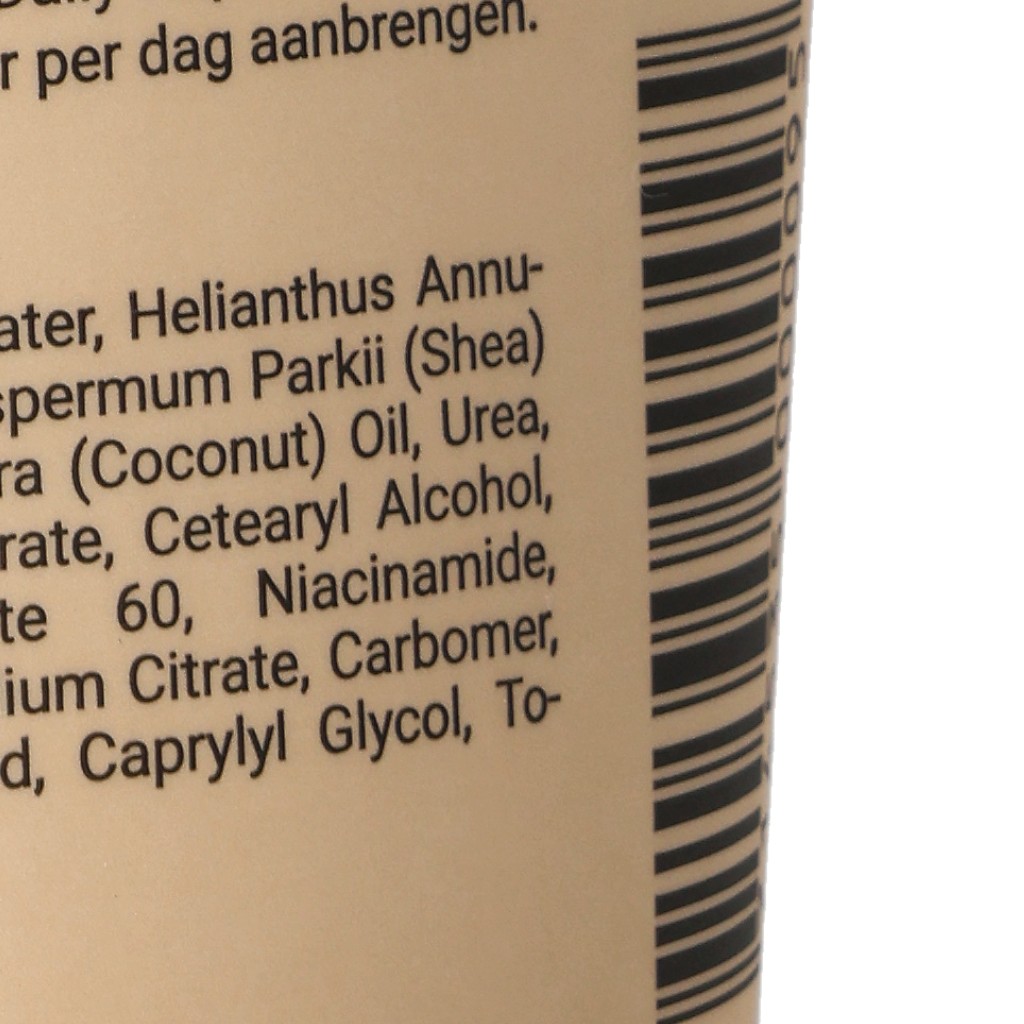 r per dag aanbrengen.
ater, Helianthus Annu-
spermum Parkii (Shea)
ra (Coconut) Oil, Urea,
rate, Cetearyl Alcohol,
te 60, Niacinamide,
ium Citrate, Carbomer,
d, Caprylyl Glycol, To-